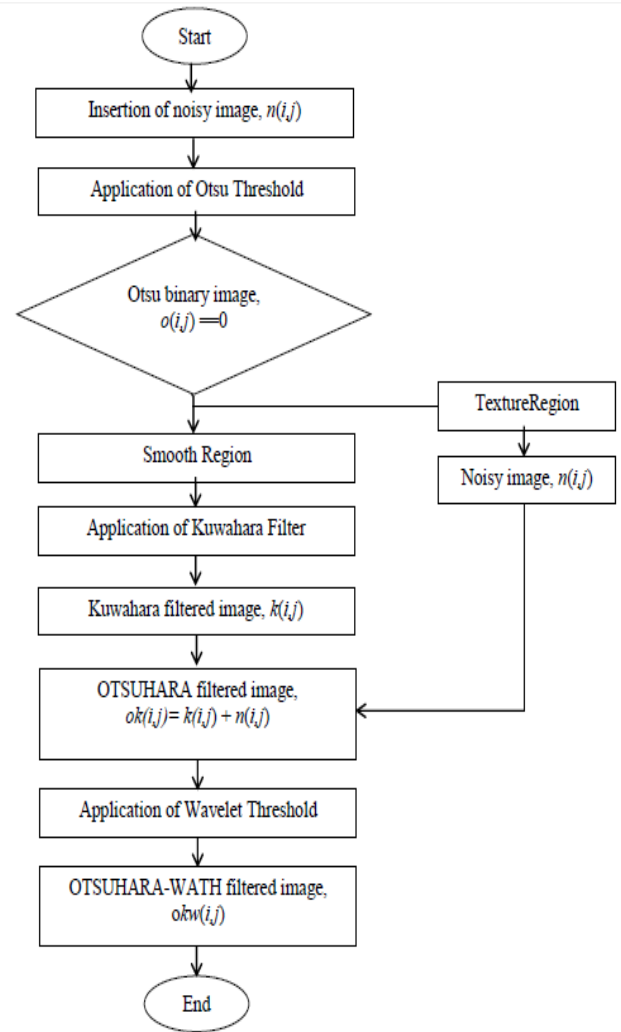 Start
Insertion of noisy image, n(i,j)
Application of Otsu Threshold
Otsu binary image,
o(i,j) ==0
TextureRegion
Smooth Region
Noisy image, n(i,j)
Application of Kuwahara Filter
Kuwahara filtered image, k(i,j)
OTSUHARA filtered image,
ok(i,j)= k(i,j) + n(i,j)
Application of Wavelet Threshold
OTSUHARA-WATH filtered image,
okw(i,j)
End